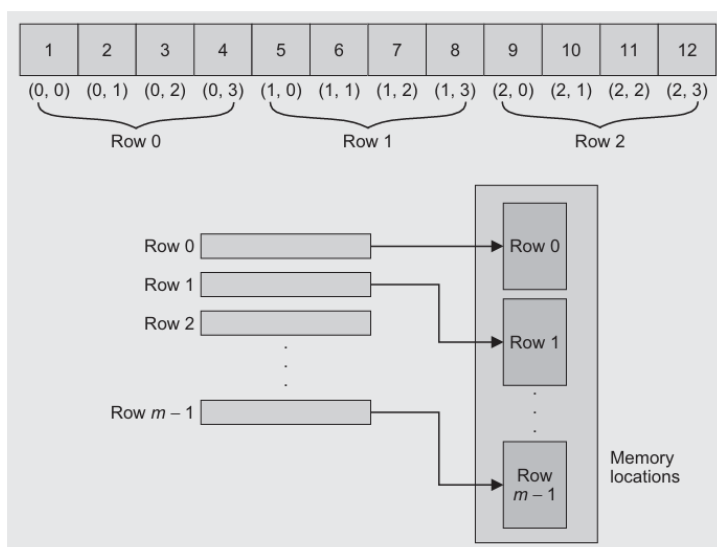 1 2 3 4 5 6 7 8 9 10 11 12
(0, 0) (0, 1) (0, 2) (0, 3) (1, 0) (1, 1) (1, 2) (1, 3) (2, 0) (2, 1) (2, 2) (2, 3)
Row 0 Row 1 Row 2
Row 0
Row 0
Row 1
Row 2
Row 1
Row m – 1
Memory
locations
Row
m – 1